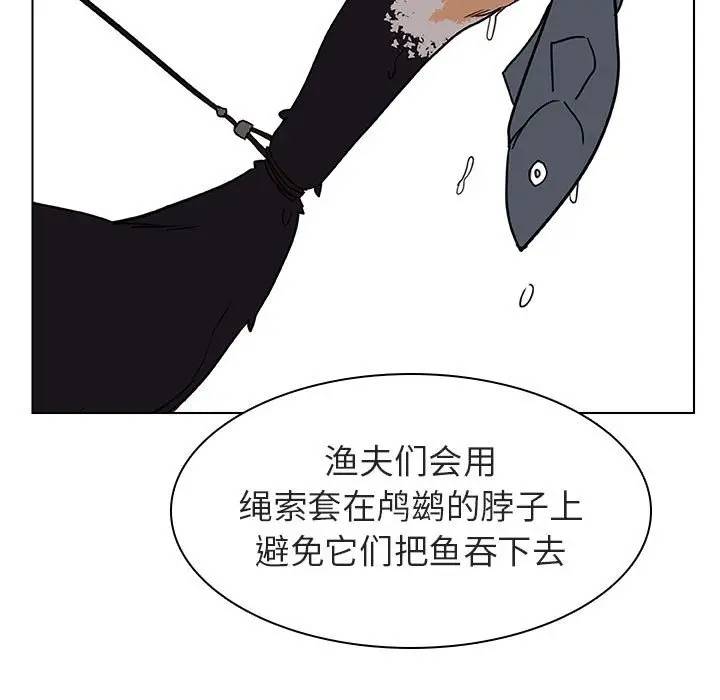 渔夫们会用
绳索套在鸬鹚的脖子上
避免它们把鱼吞下去